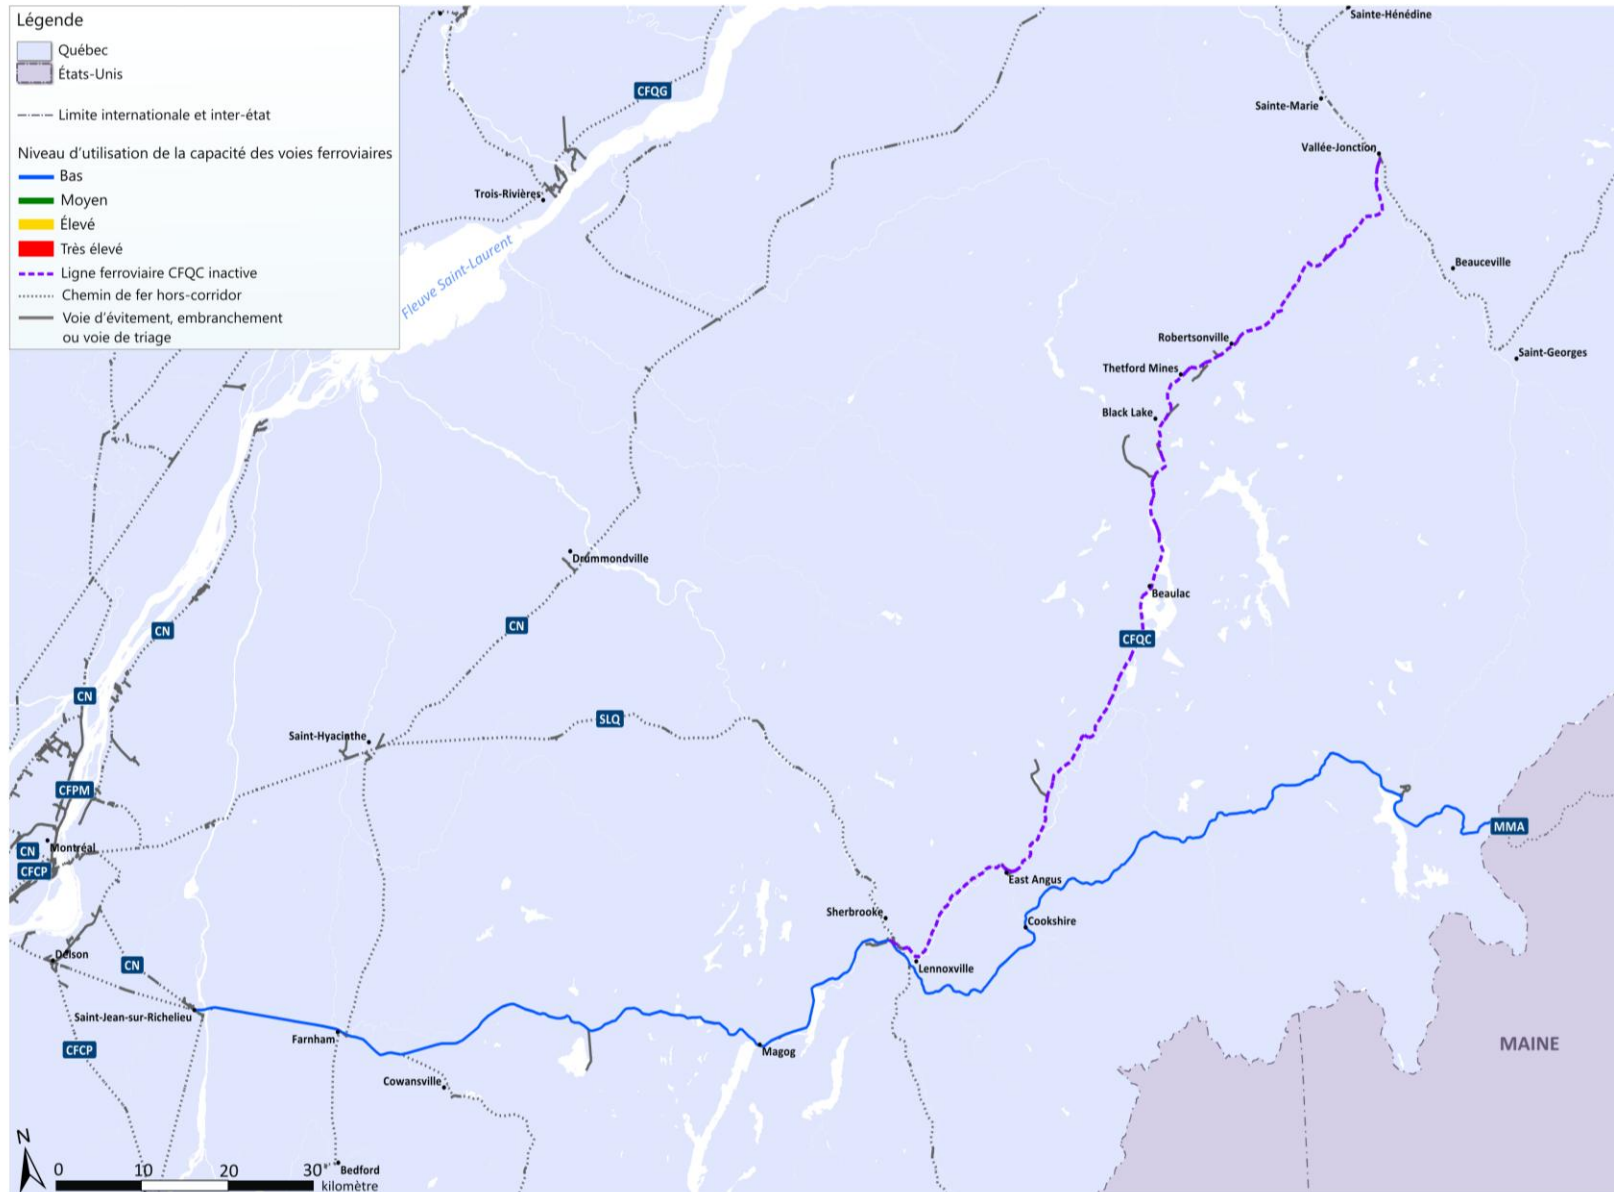 Légende
Québec
États-Unis
Limite internationale et inter-état
Niveau d'utilisation de la capacité des voies ferroviaires
Bas
Moyen
Élevé
Très élevé
Ligne ferroviaire CFQC inactive
Chemin de fer hors-corridor
Voie d'évitement, embranchement
ou voie de triage
Sainte-Hénédine
CFQG
Sainte-Marie
Vallée-Jonction
Trois-Rivières
Fleuve Saint-Laurent
Beauceville
Robertsonville
Saint-Georges
Thetford Mines
Black Lake
Drummondville
Beaulac
CN
CN
CFQC
CN
SLQ
Saint-Hyacinthe
CFPM
MMA
Montréal
CN
CFCP
East Angus
Sherbrooke
Cookshire
Delson
CN
Lennoxville
Saint-Jean-sur-Richelieu
Farnham
CFCP
Magog
MAINE
Cowansville
N
0 10 20 30
kilomètre
Bedford